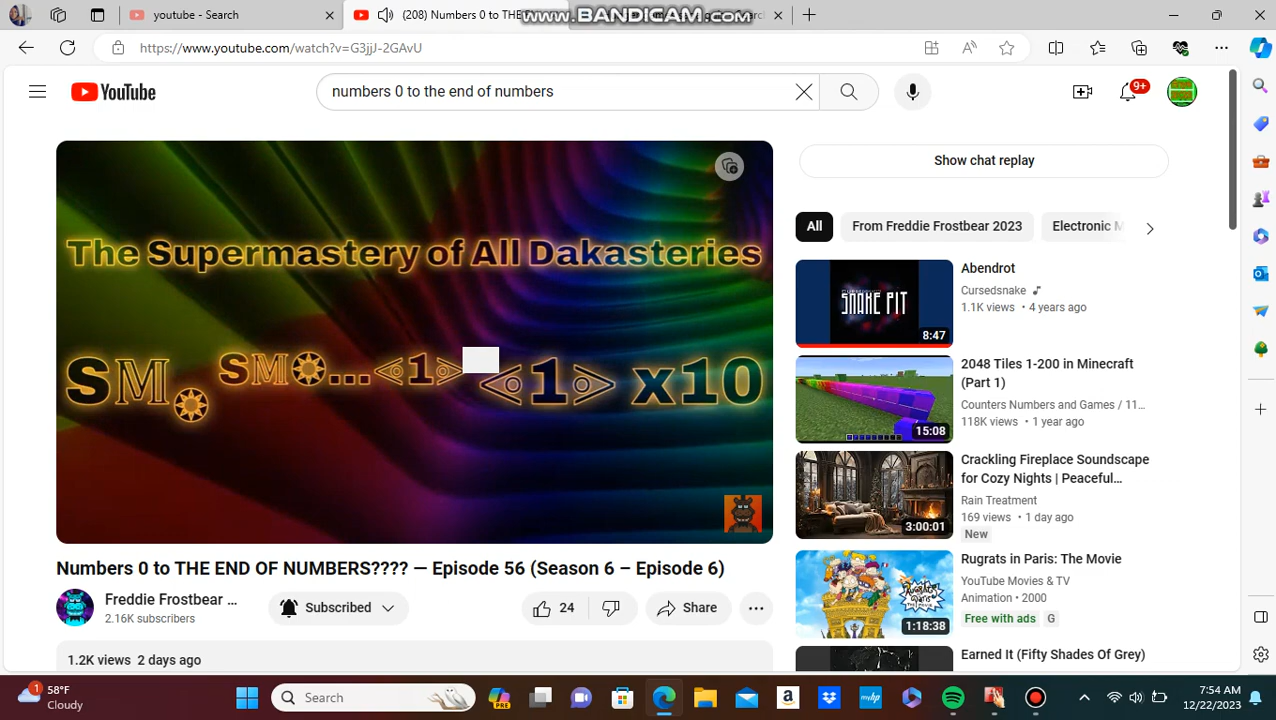 youtube - Search
(208) Numbers 0 to THE
www.BANDICAM.com
https://www.youtube.com/watch?v=G3jjJ-2GAvU
YouTube
numbers 0 to the end of numbers
9+
The Supermastery of All Dakasteries
x10
Show chat replay
All
From Freddie Frostbear 2023
Electronic M
Abendrot
Cursedsnake
1.1K views • 4 years ago
SNAKE PIT
8:47
2048 Tiles 1-200 in Minecraft
(Part 1)
Counters Numbers and Games / 11...
118K views • 1 year ago
15:08
Crackling Fireplace Soundscape
for Cozy Nights | Peaceful...
Rain Treatment
169 views • 1 day ago
New
3:00:01
Rugrats in Paris: The Movie
YouTube Movies & TV
Animation • 2000
Free with ads G
1:18:38
Earned It (Fifty Shades Of Grey)
Numbers 0 to THE END OF NUMBERS???? — Episode 56 (Season 6 – Episode 6)
Freddie Frostbear ...
2.16K subscribers
Subscribed
24
Share
1.2K views 2 days ago
1
58°F
Cloudy
Search
PRE
myhp
7:54 AM
12/22/2023